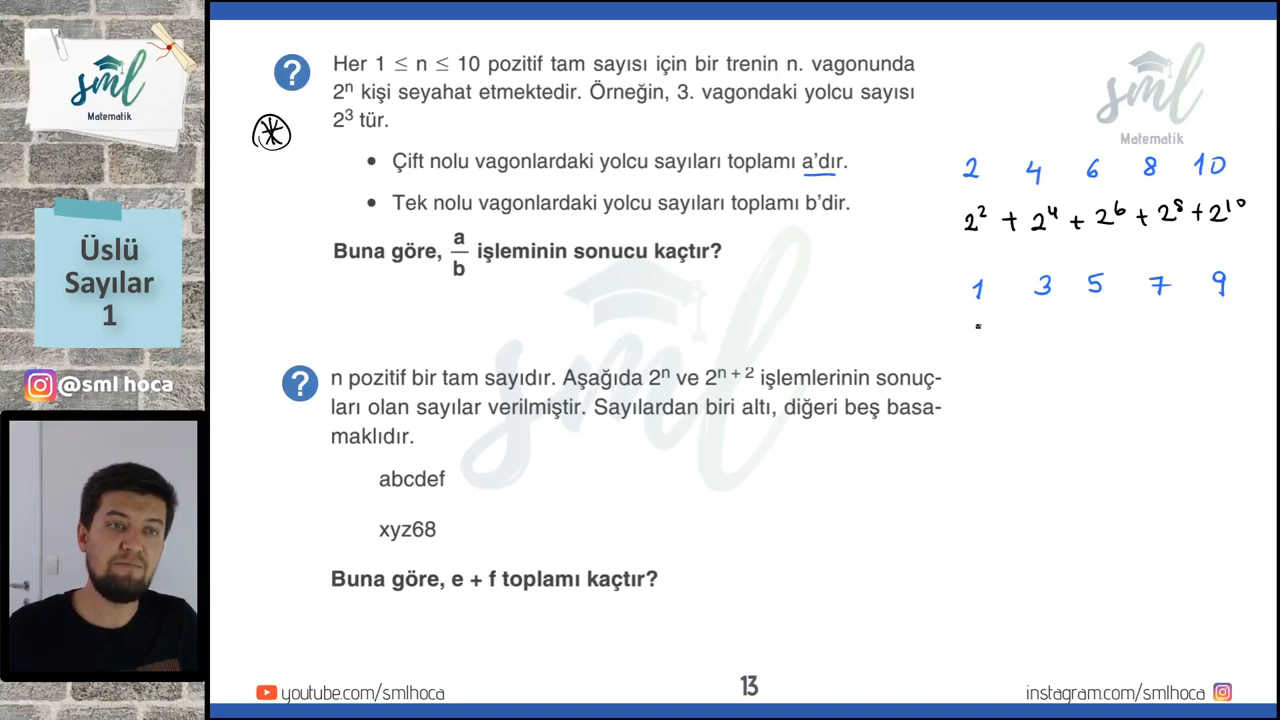 sml
Matematik
Üslü
Sayılar
1
@sml hoca
? Her 1 ≤ n ≤ 10 pozitif tam sayısı için bir trenin n. vagonunda
2ⁿ kişi seyahat etmektedir. Örneğin, 3. vagondaki yolcu sayısı
2³ tür.
• Çift nolu vagonlardaki yolcu sayıları toplamı a'dır.
• Tek nolu vagonlardaki yolcu sayıları toplamı b'dir.
Buna göre, a/b işleminin sonucu kaçtır?
sml
Matematik
2 4 6 8 10
2² + 2⁴ + 2⁶ + 2⁸ + 2¹⁰
1 3 5 7 9
sml
? n pozitif bir tam sayıdır. Aşağıda 2ⁿ ve 2ⁿ⁺² işlemlerinin sonuç-
ları olan sayılar verilmiştir. Sayılardan biri altı, diğeri beş basa-
maklıdır.
abcdef
xyz68
Buna göre, e + f toplamı kaçtır?
youtube.com/smlhoca
13
instagram.com/smlhoca